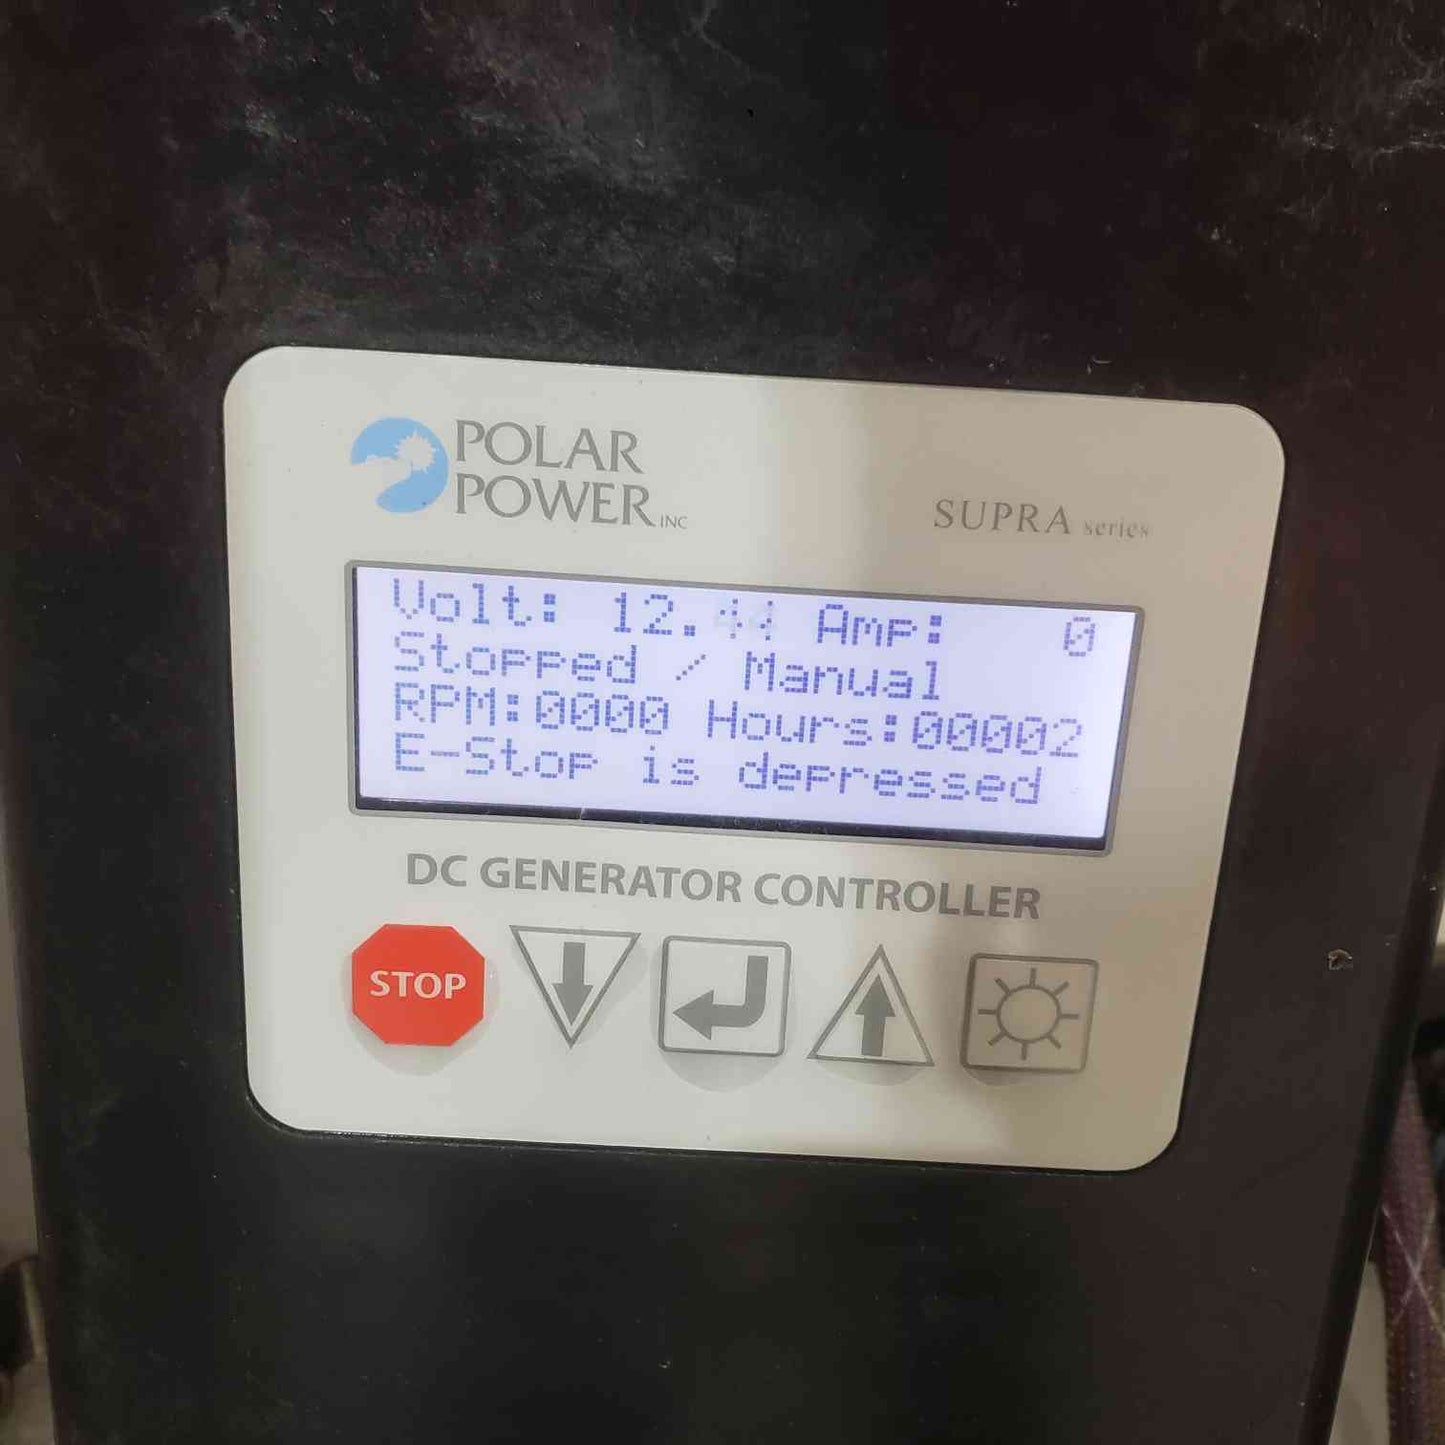 POLAR
POWER INC
SUPRA series
Volt: 12. Amp: 0
Stopped / Manual
RPM:0000 Hours:00002
E-Stop is depressed
DC GENERATOR CONTROLLER
STOP